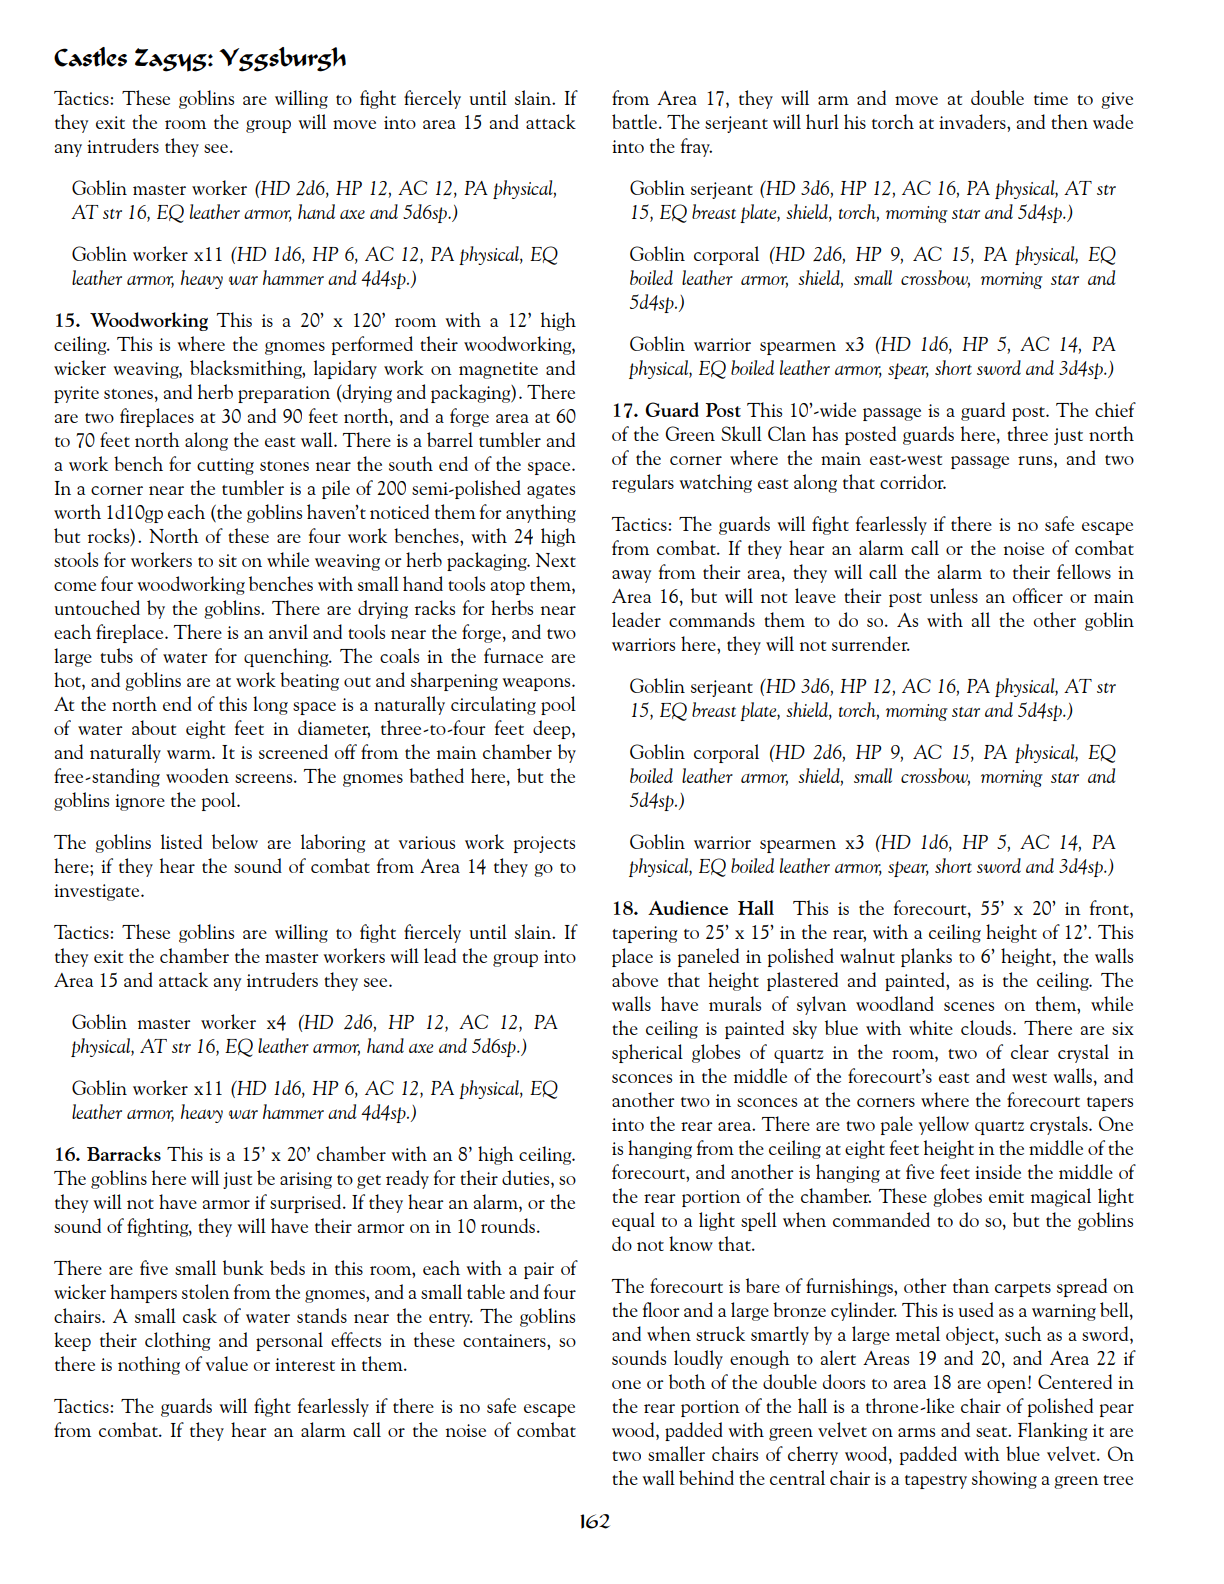 Castles Zagyg: Yggsburgh
Tactics: These goblins are willing to fight fiercely until slain. If
they exit the room the group will move into area 15 and attack
any intruders they see.
Goblin master worker (HD 2d6, HP 12, AC 12, PA physical,
AT str 16, EQ leather armor, hand axe and 5d6sp.)
Goblin worker x11 (HD 1d6, HP 6, AC 12, PA physical, EQ
leather armor, heavy war hammer and 4d4sp.)
15. Woodworking This is a 20’ x 120’ room with a 12’ high
ceiling. This is where the gnomes performed their woodworking,
wicker weaving, blacksmithing, lapidary work on magnetite and
pyrite stones, and herb preparation (drying and packaging). There
are two fireplaces at 30 and 90 feet north, and a forge area at 60
to 70 feet north along the east wall. There is a barrel tumbler and
a work bench for cutting stones near the south end of the space.
In a corner near the tumbler is a pile of 200 semi-polished agates
worth 1d10gp each (the goblins haven’t noticed them for anything
but rocks). North of these are four work benches, with 24 high
stools for workers to sit on while weaving or herb packaging. Next
come four woodworking benches with small hand tools atop them,
untouched by the goblins. There are drying racks for herbs near
each fireplace. There is an anvil and tools near the forge, and two
large tubs of water for quenching. The coals in the furnace are
hot, and goblins are at work beating out and sharpening weapons.
At the north end of this long space is a naturally circulating pool
of water about eight feet in diameter, three-to-four feet deep,
and naturally warm. It is screened off from the main chamber by
free-standing wooden screens. The gnomes bathed here, but the
goblins ignore the pool.
The goblins listed below are laboring at various work projects
here; if they hear the sound of combat from Area 14 they go to
investigate.
Tactics: These goblins are willing to fight fiercely until slain. If
they exit the chamber the master workers will lead the group into
Area 15 and attack any intruders they see.
Goblin master worker x4 (HD 2d6, HP 12, AC 12, PA
physical, AT str 16, EQ leather armor, hand axe and 5d6sp.)
Goblin worker x11 (HD 1d6, HP 6, AC 12, PA physical, EQ
leather armor, heavy war hammer and 4d4sp.)
16. Barracks This is a 15’ x 20’ chamber with an 8’ high ceiling.
The goblins here will just be arising to get ready for their duties, so
they will not have armor if surprised. If they hear an alarm, or the
sound of fighting, they will have their armor on in 10 rounds.
There are five small bunk beds in this room, each with a pair of
wicker hampers stolen from the gnomes, and a small table and four
chairs. A small cask of water stands near the entry. The goblins
keep their clothing and personal effects in these containers, so
there is nothing of value or interest in them.
Tactics: The guards will fight fearlessly if there is no safe escape
from combat. If they hear an alarm call or the noise of combat
from Area 17, they will arm and move at double time to give
battle. The serjeant will hurl his torch at invaders, and then wade
into the fray.
Goblin serjeant (HD 3d6, HP 12, AC 16, PA physical, AT str
15, EQ breast plate, shield, torch, morning star and 5d4sp.)
Goblin corporal (HD 2d6, HP 9, AC 15, PA physical, EQ
boiled leather armor, shield, small crossbow, morning star and
5d4sp.)
Goblin warrior spearmen x3 (HD 1d6, HP 5, AC 14, PA
physical, EQ boiled leather armor, spear, short sword and 3d4sp.)
17. Guard Post This 10’-wide passage is a guard post. The chief
of the Green Skull Clan has posted guards here, three just north
of the corner where the main east-west passage runs, and two
regulars watching east along that corridor.
Tactics: The guards will fight fearlessly if there is no safe escape
from combat. If they hear an alarm call or the noise of combat
away from their area, they will call the alarm to their fellows in
Area 16, but will not leave their post unless an officer or main
leader commands them to do so. As with all the other goblin
warriors here, they will not surrender.
Goblin serjeant (HD 3d6, HP 12, AC 16, PA physical, AT str
15, EQ breast plate, shield, torch, morning star and 5d4sp.)
Goblin corporal (HD 2d6, HP 9, AC 15, PA physical, EQ
boiled leather armor, shield, small crossbow, morning star and
5d4sp.)
Goblin warrior spearmen x3 (HD 1d6, HP 5, AC 14, PA
physical, EQ boiled leather armor, spear, short sword and 3d4sp.)
18. Audience Hall This is the forecourt, 55’ x 20’ in front,
tapering to 25’ x 15’ in the rear, with a ceiling height of 12’. This
place is paneled in polished walnut planks to 6’ height, the walls
above that height plastered and painted, as is the ceiling. The
walls have murals of sylvan woodland scenes on them, while
the ceiling is painted sky blue with white clouds. There are six
spherical globes of quartz in the room, two of clear crystal in
sconces in the middle of the forecourt’s east and west walls, and
another two in sconces at the corners where the forecourt tapers
into the rear area. There are two pale yellow quartz crystals. One
is hanging from the ceiling at eight feet height in the middle of the
forecourt, and another is hanging at five feet inside the middle of
the rear portion of the chamber. These globes emit magical light
equal to a light spell when commanded to do so, but the goblins
do not know that.
The forecourt is bare of furnishings, other than carpets spread on
the floor and a large bronze cylinder. This is used as a warning bell,
and when struck smartly by a large metal object, such as a sword,
sounds loudly enough to alert Areas 19 and 20, and Area 22 if
one or both of the double doors to area 18 are open! Centered in
the rear portion of the hall is a throne-like chair of polished pear
wood, padded with green velvet on arms and seat. Flanking it are
two smaller chairs of cherry wood, padded with blue velvet. On
the wall behind the central chair is a tapestry showing a green tree
162